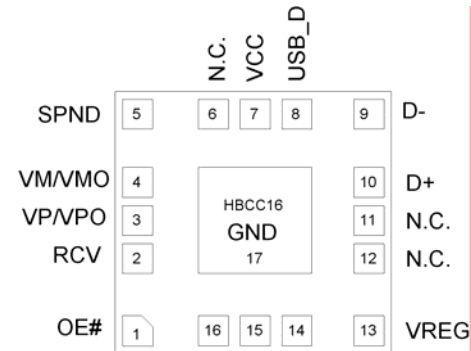 N.C. VCC USB_D
SPND 5 6 7 8 9 D-
VM/VMO 4 10 D+
HBCC16
VP/VPO 3 GND 11 N.C.
RCV 2 17 12 N.C.
OE# 1 16 15 14 13 VREG